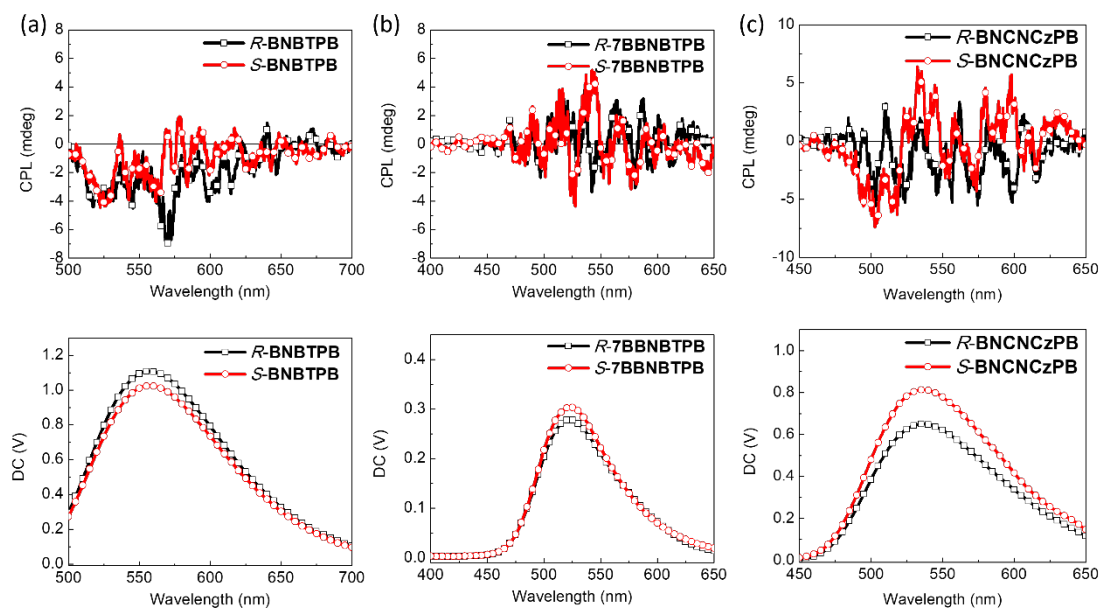 (a)
R-BNBTPB
S-BNBTPB
CPL (mdeg)
8
6
4
2
0
-2
-4
-6
-8
500 550 600 650 700
Wavelength (nm)
(b)
R-7BBNBTPB
S-7BBNBTPB
CPL (mdeg)
8
6
4
2
0
-2
-4
-6
-8
400 450 500 550 600 650
Wavelength (nm)
(c)
R-BNCNCzPB
S-BNCNCzPB
CPL (mdeg)
10
5
0
-5
-10
450 500 550 600 650
Wavelength (nm)
R-BNBTPB
S-BNBTPB
DC (V)
1.2
0.9
0.6
0.3
0.0
500 550 600 650 700
Wavelength (nm)
R-7BBNBTPB
S-7BBNBTPB
DC (V)
0.4
0.3
0.2
0.1
0.0
400 450 500 550 600 650
Wavelength (nm)
R-BNCNCzPB
S-BNCNCzPB
DC (V)
1.0
0.8
0.6
0.4
0.2
0.0
450 500 550 600 650
Wavelength (nm)